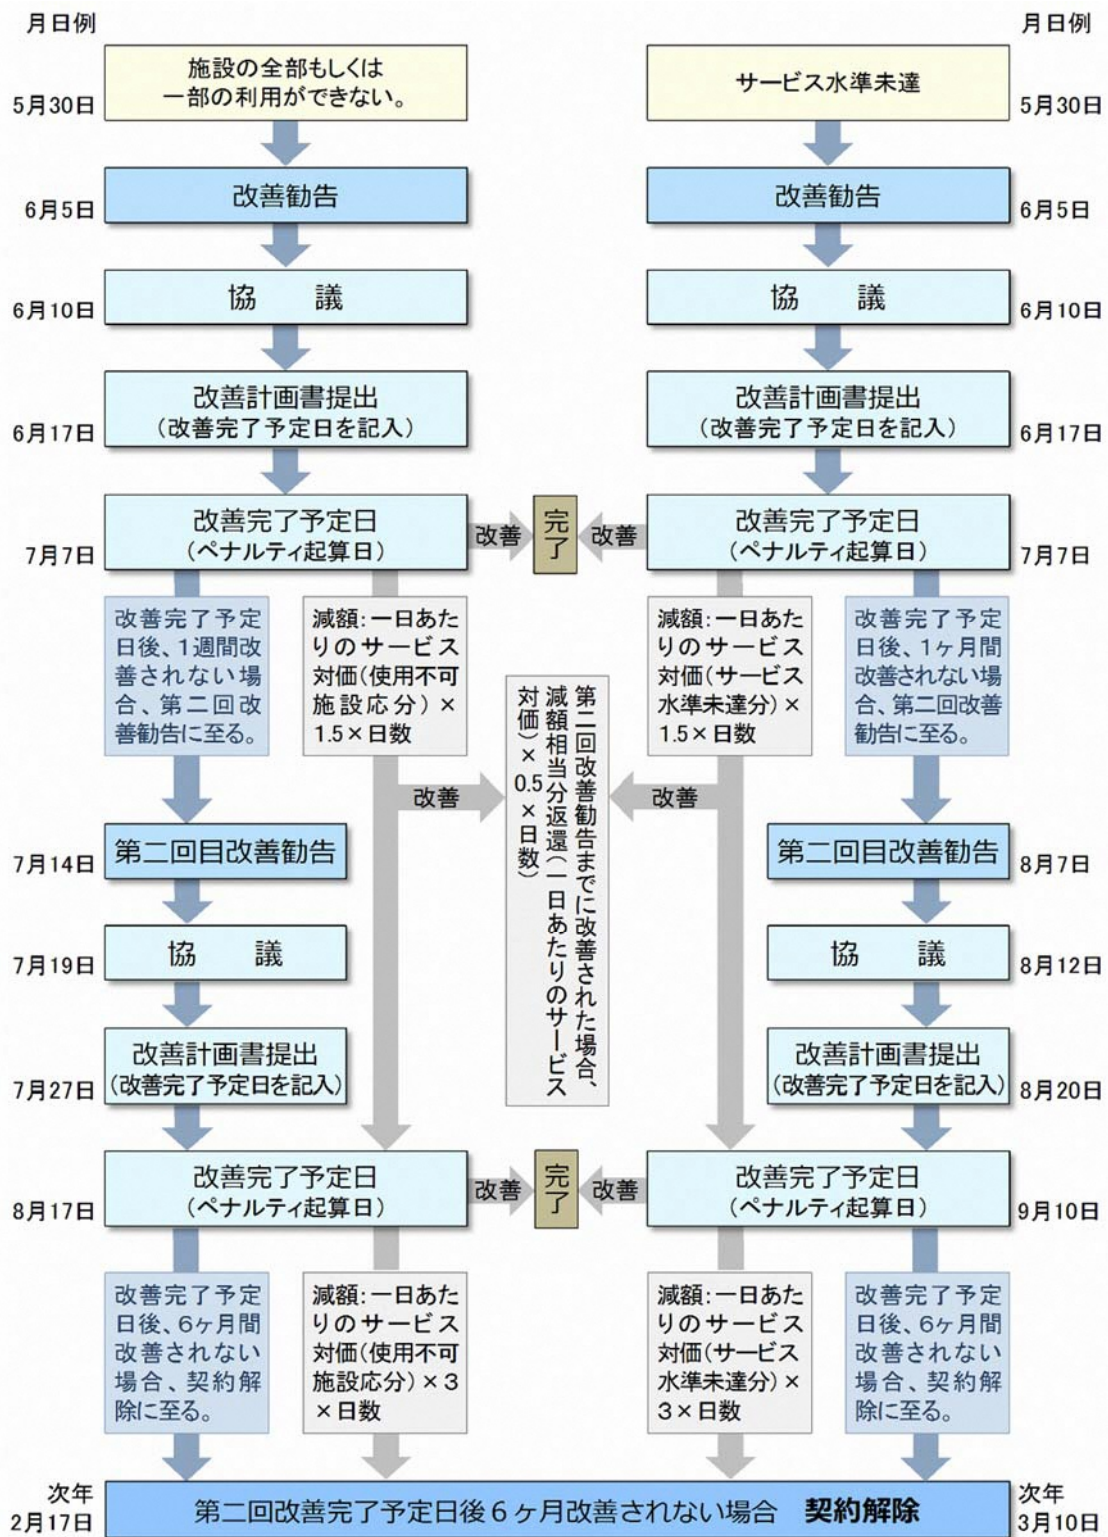 月日例
月日例
施設の全部もしくは
一部の利用ができない。
5月30日
サービス水準未達
5月30日
改善勧告
6月5日
改善勧告
6月5日
協　議
6月10日
協　議
6月10日
改善計画書提出
（改善完了予定日を記入）
6月17日
改善計画書提出
（改善完了予定日を記入）
6月17日
改善完了予定日
（ペナルティ起算日）
7月7日
改善
完了
改善
改善完了予定日
（ペナルティ起算日）
7月7日
改善完了予定
日後、1週間改
善されない場
合、第二回改
善勧告に至る。
減額：一日あた
りのサービス
対価（使用不可
施設応分）×
1.5×日数
減額：一日あた
りのサービス
対価（サービス
水準未達分）×
1.5×日数
改善完了予定
日後、1ヶ月間
改善されない場
合、第二回改善
勧告に至る。
改善
第二回改善勧告までに改善された場合、
減額相当分返還（一日あたりのサービス
対価）×0.5×日数）
改善
第二回目改善勧告
7月14日
第二回目改善勧告
8月7日
協　議
7月19日
協　議
8月12日
改善計画書提出
（改善完了予定日を記入）
7月27日
改善計画書提出
（改善完了予定日を記入）
8月20日
改善完了予定日
（ペナルティ起算日）
8月17日
改善
完了
改善
改善完了予定日
（ペナルティ起算日）
9月10日
改善完了予定
日後、6ヶ月間
改善されない
場合、契約解
除に至る。
減額：一日あた
りのサービス
対価（使用不可
施設応分）×3
×日数
減額：一日あた
りのサービス
対価（サービス
水準未達分）×
3×日数
改善完了予定
日後、6ヶ月間
改善されない
場合、契約解
除に至る。
次年
2月17日
第二回改善完了予定日後6ヶ月改善されない場合　契約解除
次年
3月10日